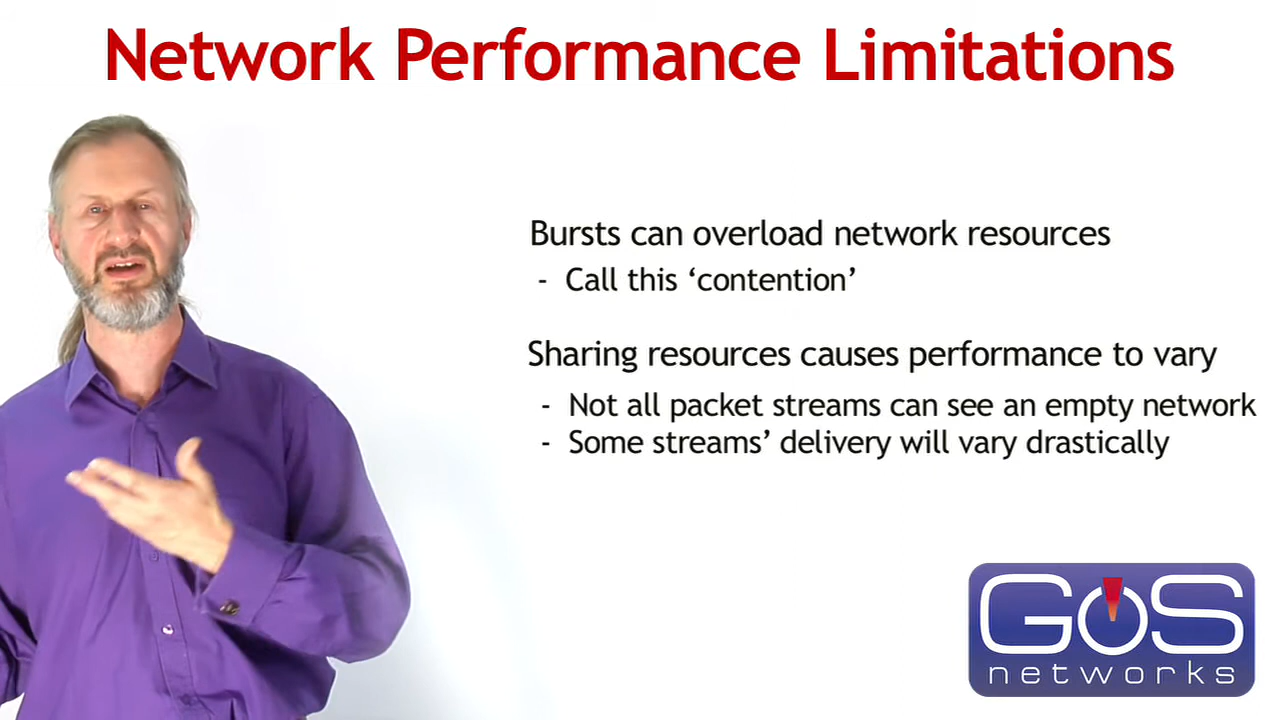 Network Performance Limitations
Bursts can overload network resources
- Call this ‘contention’
Sharing resources causes performance to vary
- Not all packet streams can see an empty network
- Some streams’ delivery will vary drastically
GoS
networks